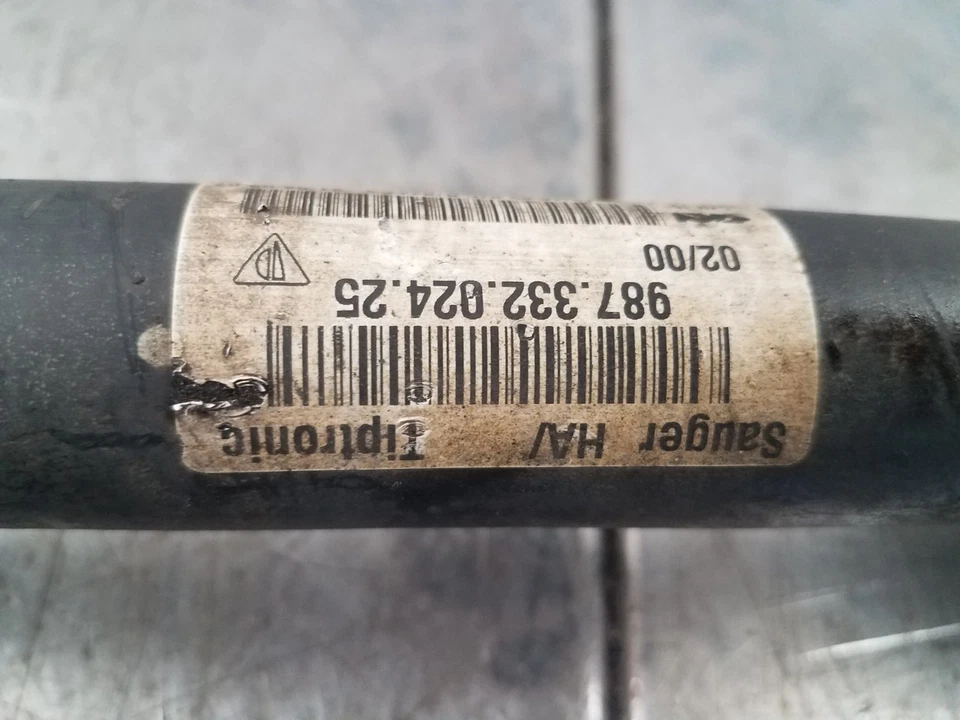 Sauger HA/ Tiptronic
987.332.024.25
02/00